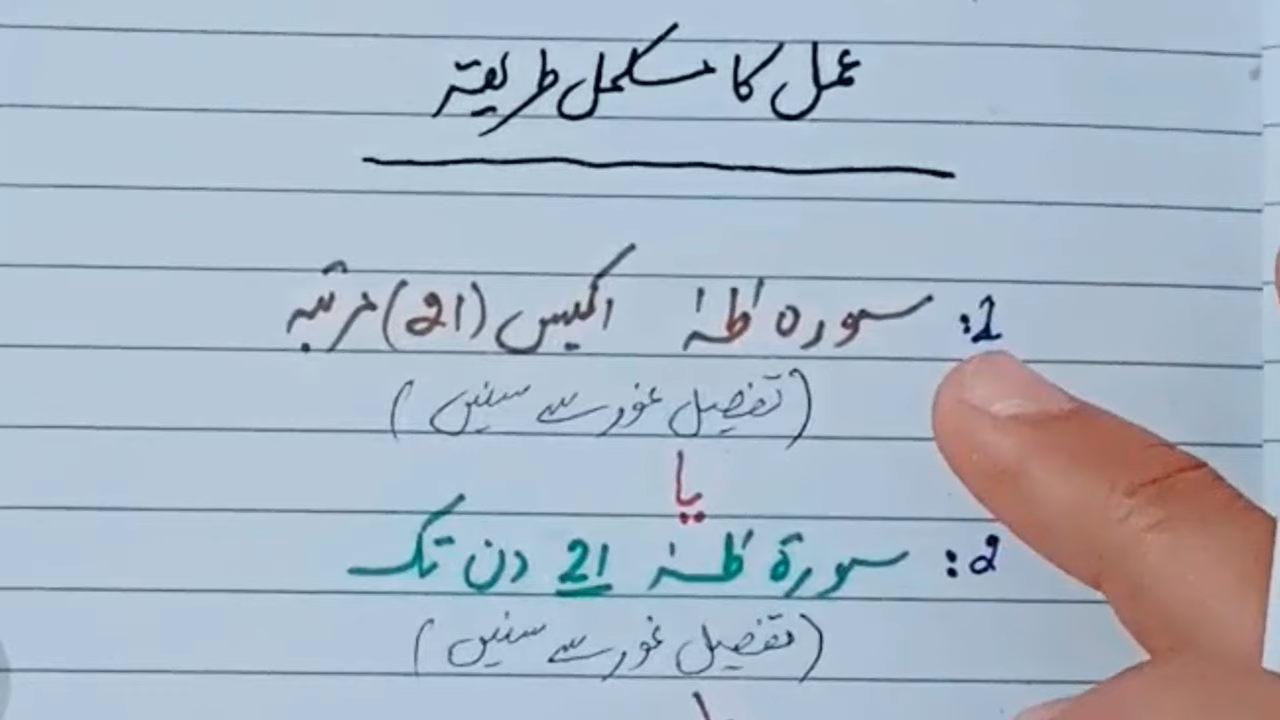 عمل کا مکمل طریقہ
1: سورہ طٰہٰ اکیس (21) مرتبہ
(تفصیل غور سے سنیں)
یا
2: سورۃ طٰہٰ 21 دن تک
(تفصیل غور سے سنیں)